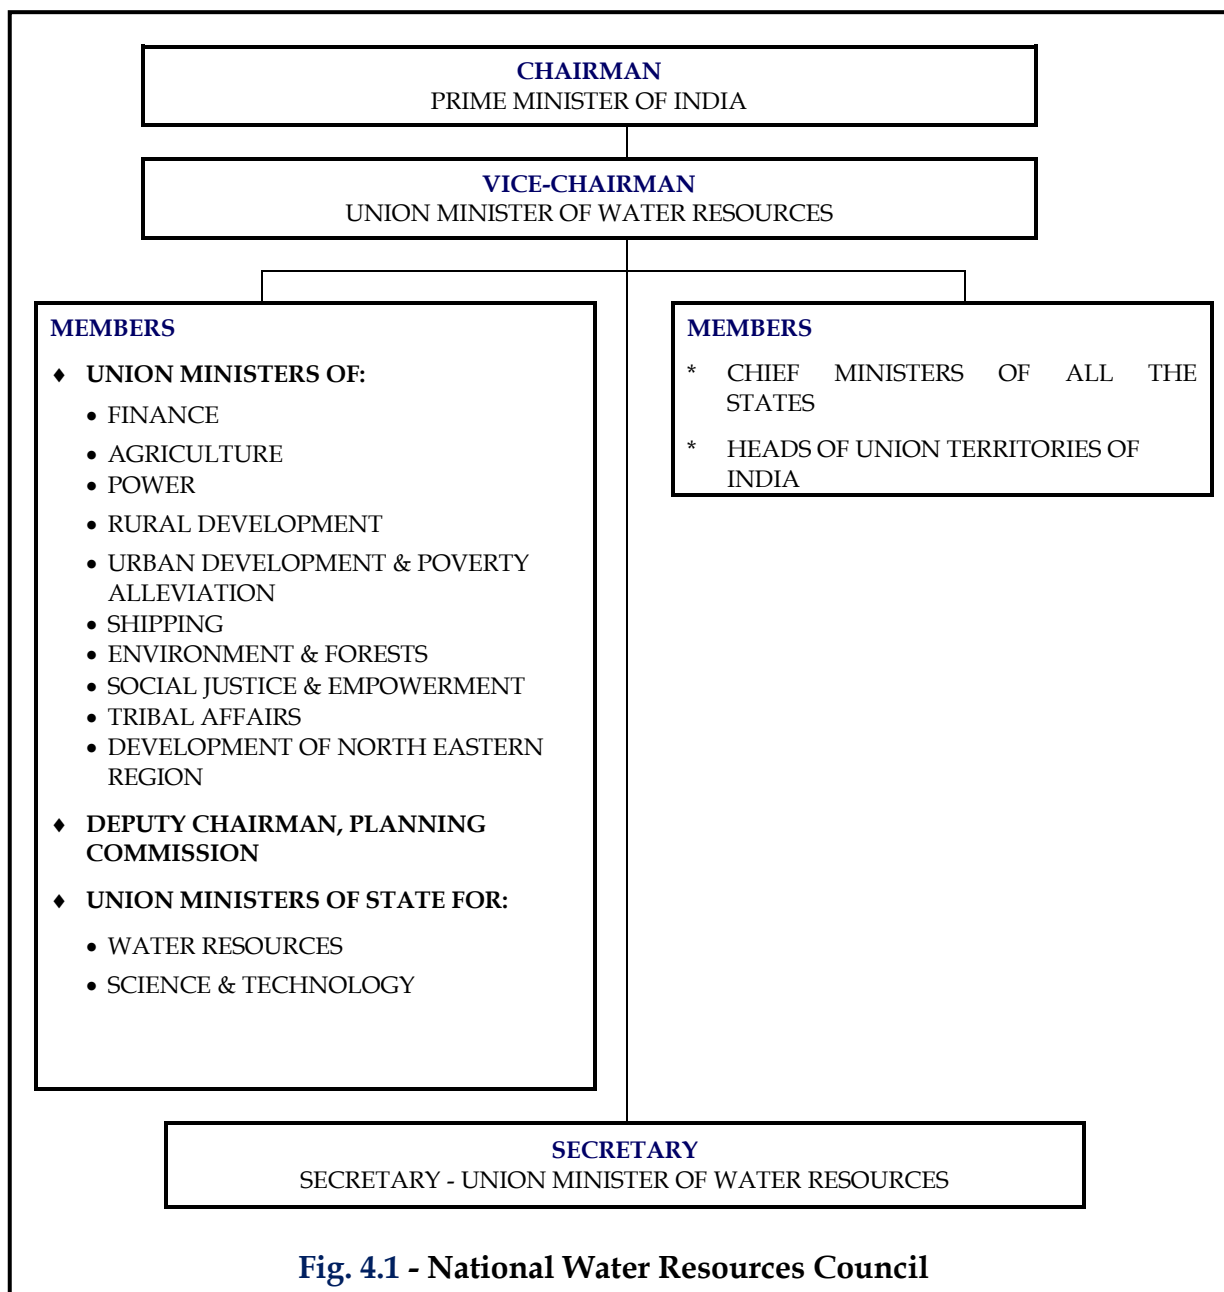 CHAIRMAN
PRIME MINISTER OF INDIA
VICE-CHAIRMAN
UNION MINISTER OF WATER RESOURCES
MEMBERS
♦ UNION MINISTERS OF:
• FINANCE
• AGRICULTURE
• POWER
• RURAL DEVELOPMENT
• URBAN DEVELOPMENT & POVERTY
ALLEVIATION
• SHIPPING
• ENVIRONMENT & FORESTS
• SOCIAL JUSTICE & EMPOWERMENT
• TRIBAL AFFAIRS
• DEVELOPMENT OF NORTH EASTERN
REGION
♦ DEPUTY CHAIRMAN, PLANNING
COMMISSION
♦ UNION MINISTERS OF STATE FOR:
• WATER RESOURCES
• SCIENCE & TECHNOLOGY
MEMBERS
* CHIEF MINISTERS OF ALL THE
STATES
* HEADS OF UNION TERRITORIES OF
INDIA
SECRETARY
SECRETARY - UNION MINISTER OF WATER RESOURCES
Fig. 4.1 - National Water Resources Council